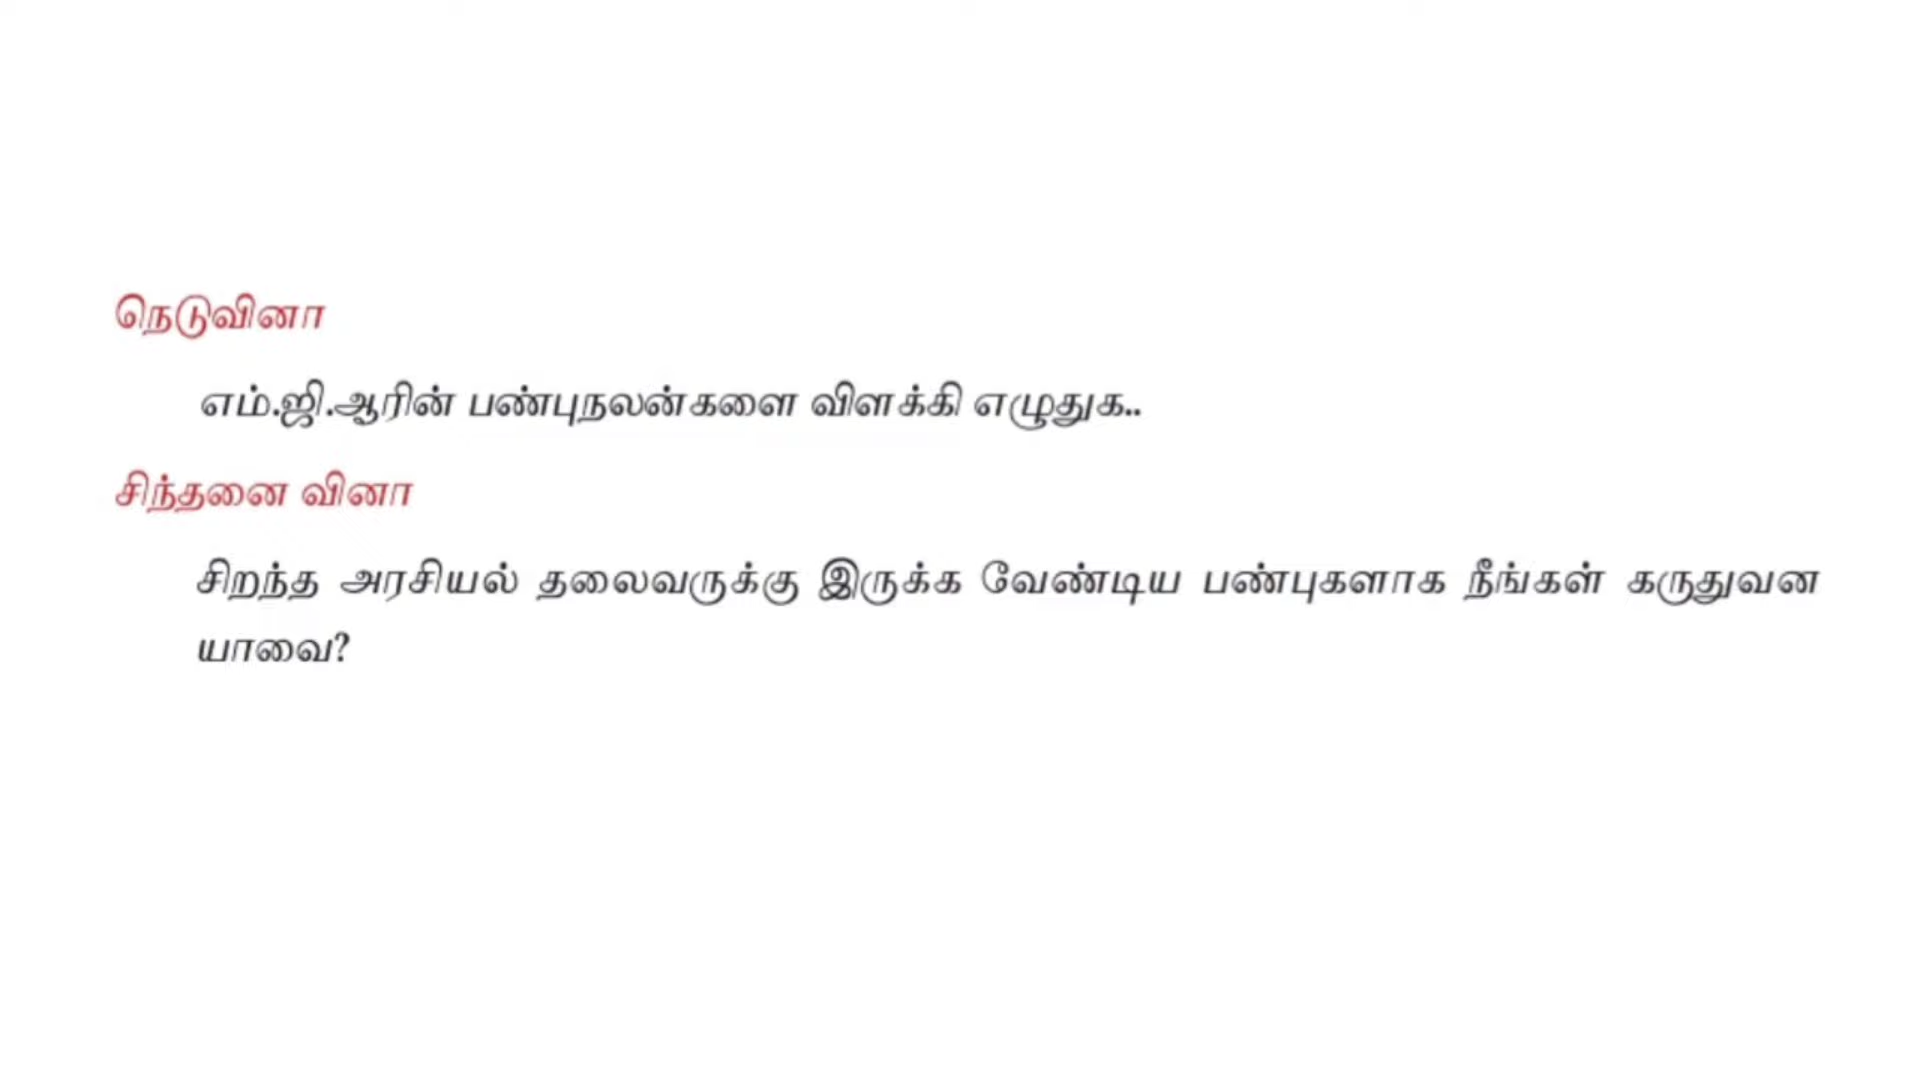 நெடுவினா
எம்.ஜி.ஆரின் பண்புநலன்களை விளக்கி எழுதுக..
சிந்தனை வினா
சிறந்த அரசியல் தலைவருக்கு இருக்க வேண்டிய பண்புகளாக நீங்கள் கருதுவன
யாவை?